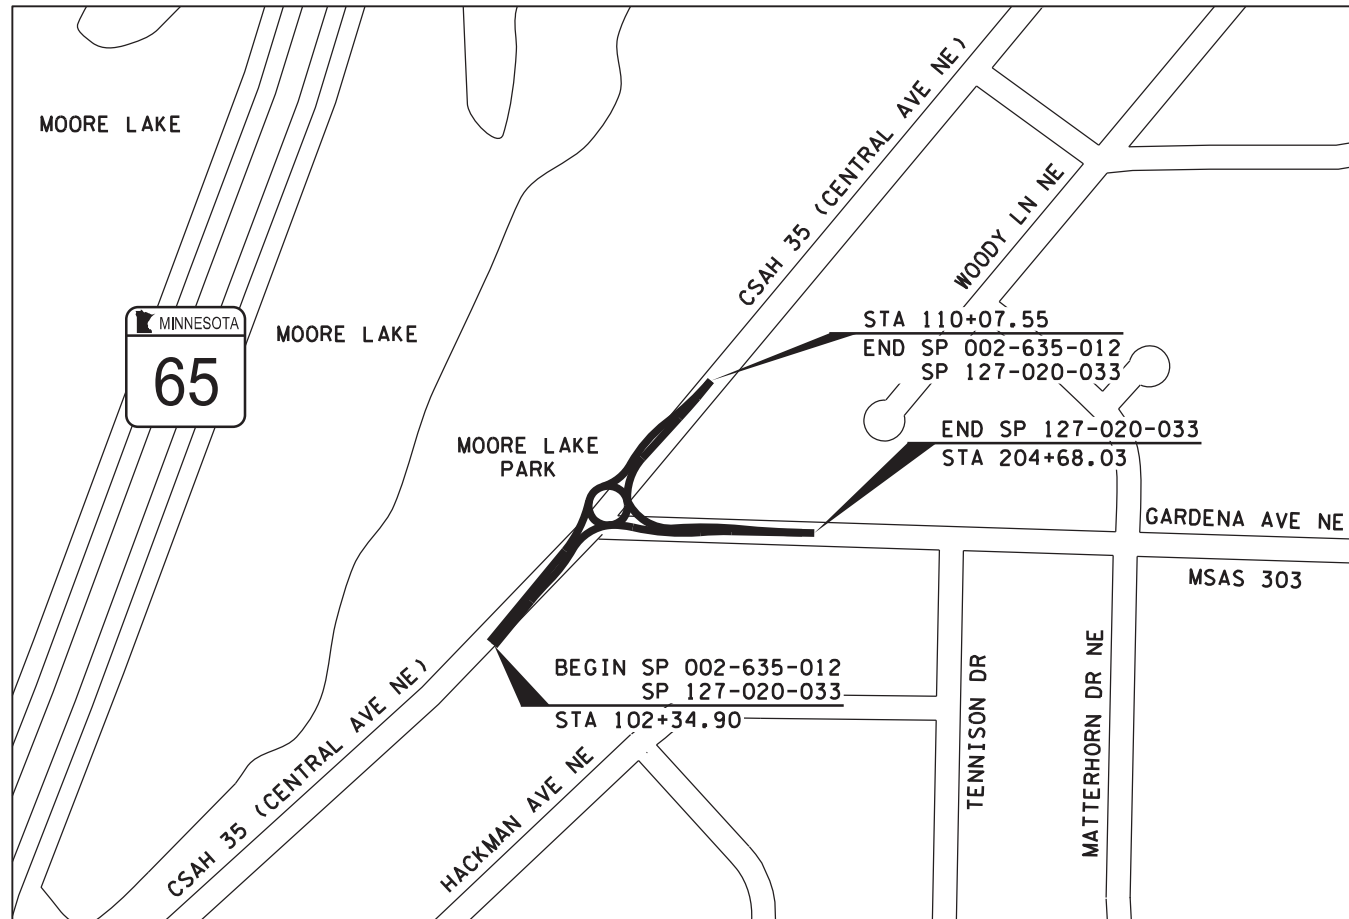 MOORE LAKE
CSAH 35 (CENTRAL AVE NE)
WOODY LN NE
MINNESOTA
65
MOORE LAKE
STA 110+07.55
END SP 002-635-012
SP 127-020-033
MOORE LAKE
PARK
END SP 127-020-033
STA 204+68.03
GARDENA AVE NE
MSAS 303
BEGIN SP 002-635-012
SP 127-020-033
STA 102+34.90
CSAH 35 (CENTRAL AVE NE)
HACKMAN AVE NE
TENNISON DR
MATTERHORN DR NE